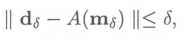 ‖ d_δ − A(m_δ) ‖≤ δ,